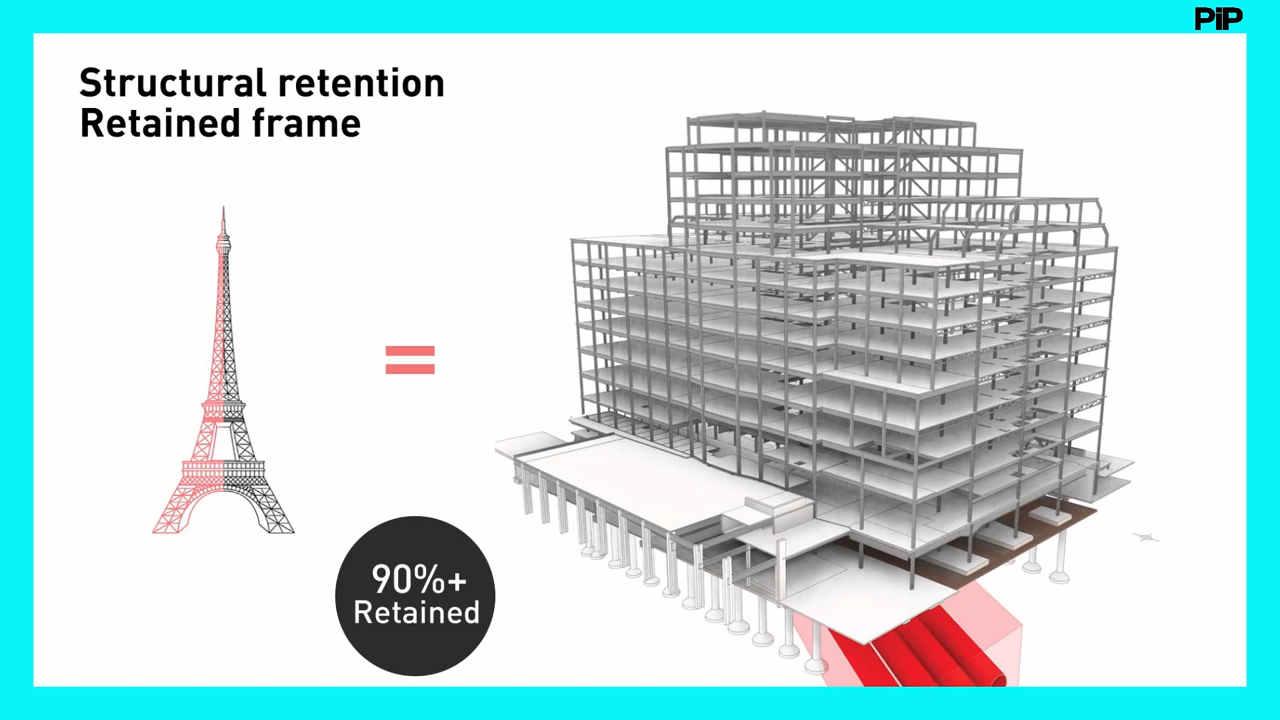 PiP
Structural retention
Retained frame
90%+
Retained